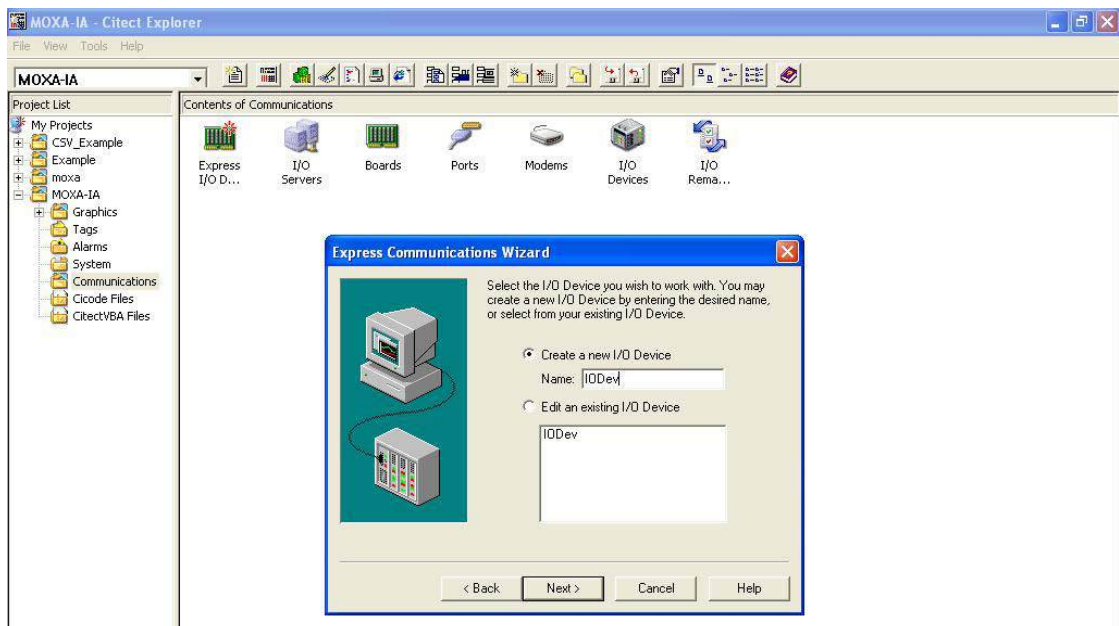 MOXA-IA - Citect Explorer
File View Tools Help
MOXA-IA
Project List
Contents of Communications
My Projects
CSV_Example
Example
moxa
MOXA-IA
Graphics
Tags
Alarms
System
Communications
Cicode Files
CitectVBA Files
Express
I/O D...
I/O
Servers
Boards
Ports
Modems
I/O
Devices
I/O
Rema...
Express Communications Wizard
Select the I/O Device you wish to work with. You may
create a new I/O Device by entering the desired name,
or select from your existing I/O Device.
Create a new I/O Device
Name: IODev
Edit an existing I/O Device
IODev
< Back Next > Cancel Help